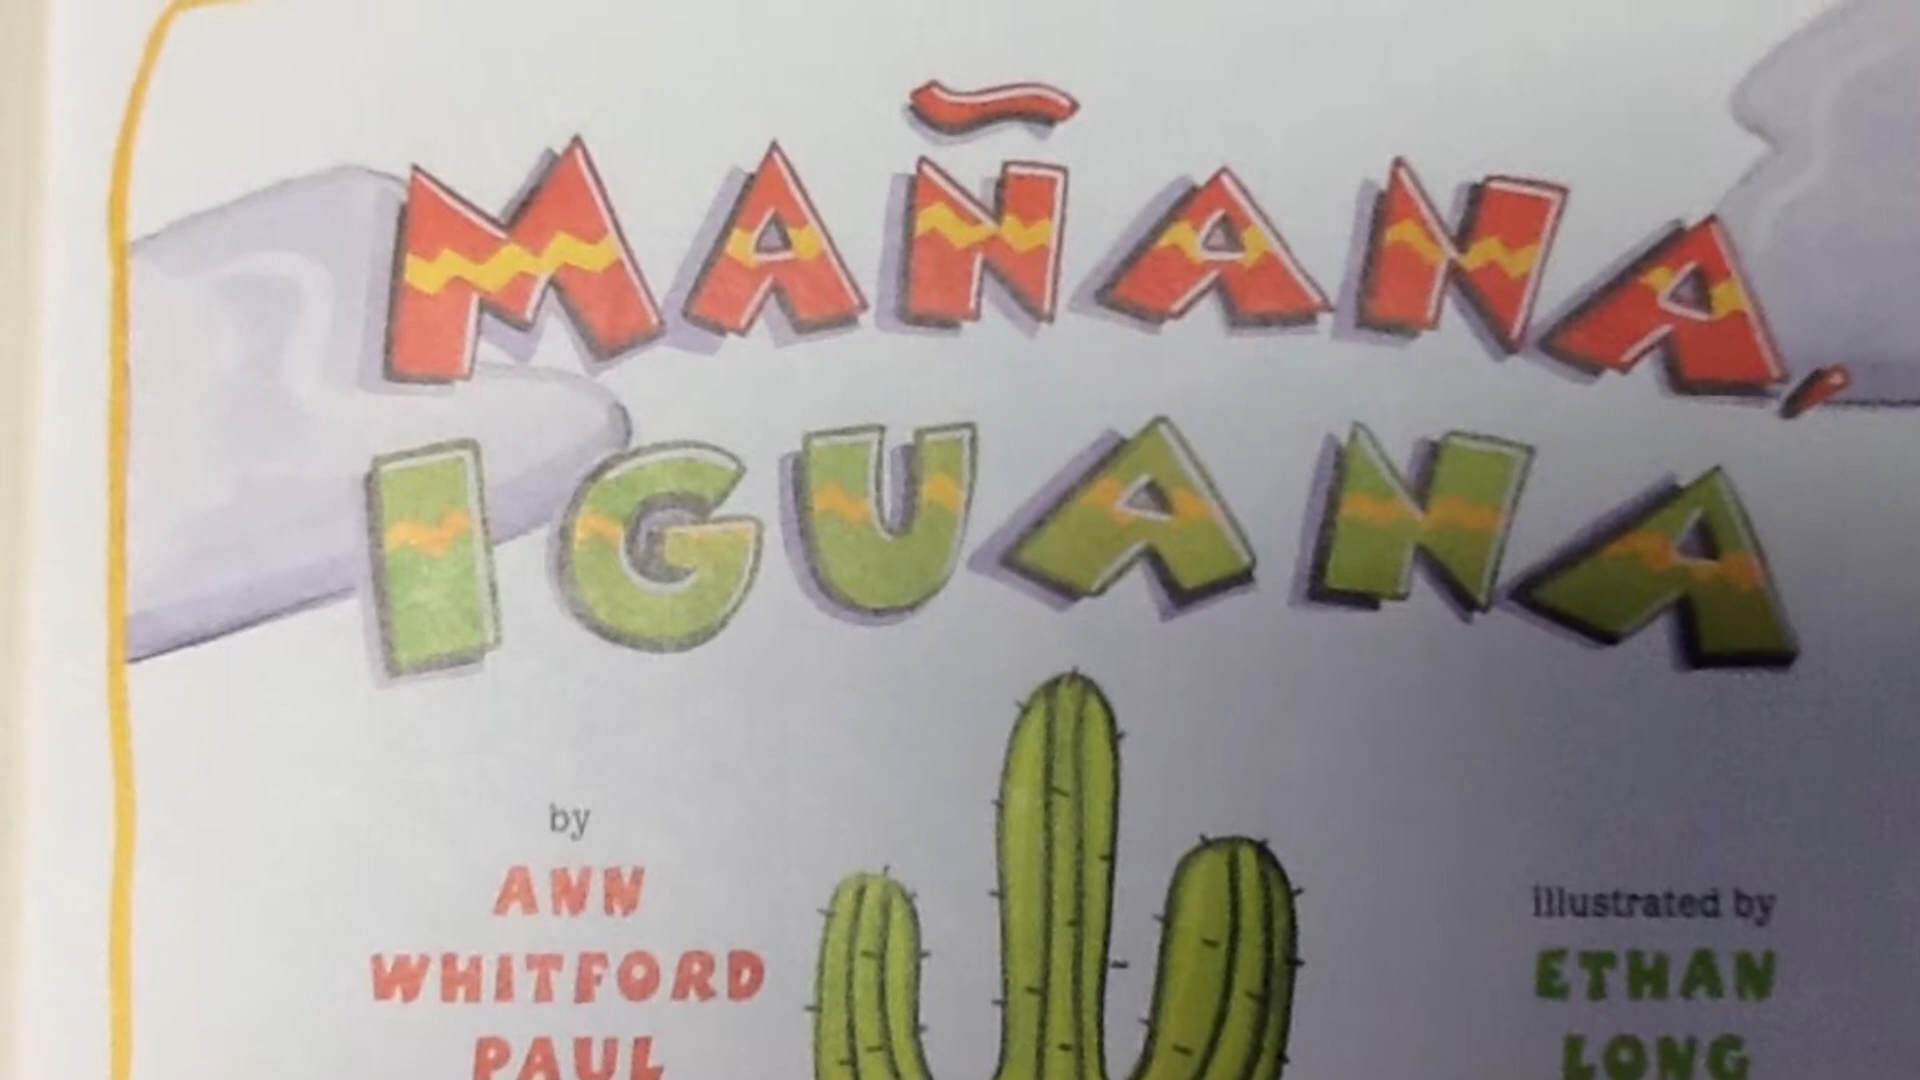 MAÑANA,
IGUANA
by
ANN
WHITFORD
PAUL
illustrated by
ETHAN
LONG